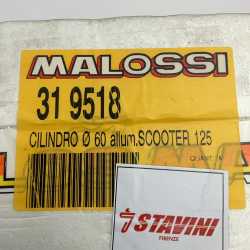 MALOSSI
31 9518
CILINDRO Ø 60 allum.SCOOTER 125
STAVINI
FIRENZE